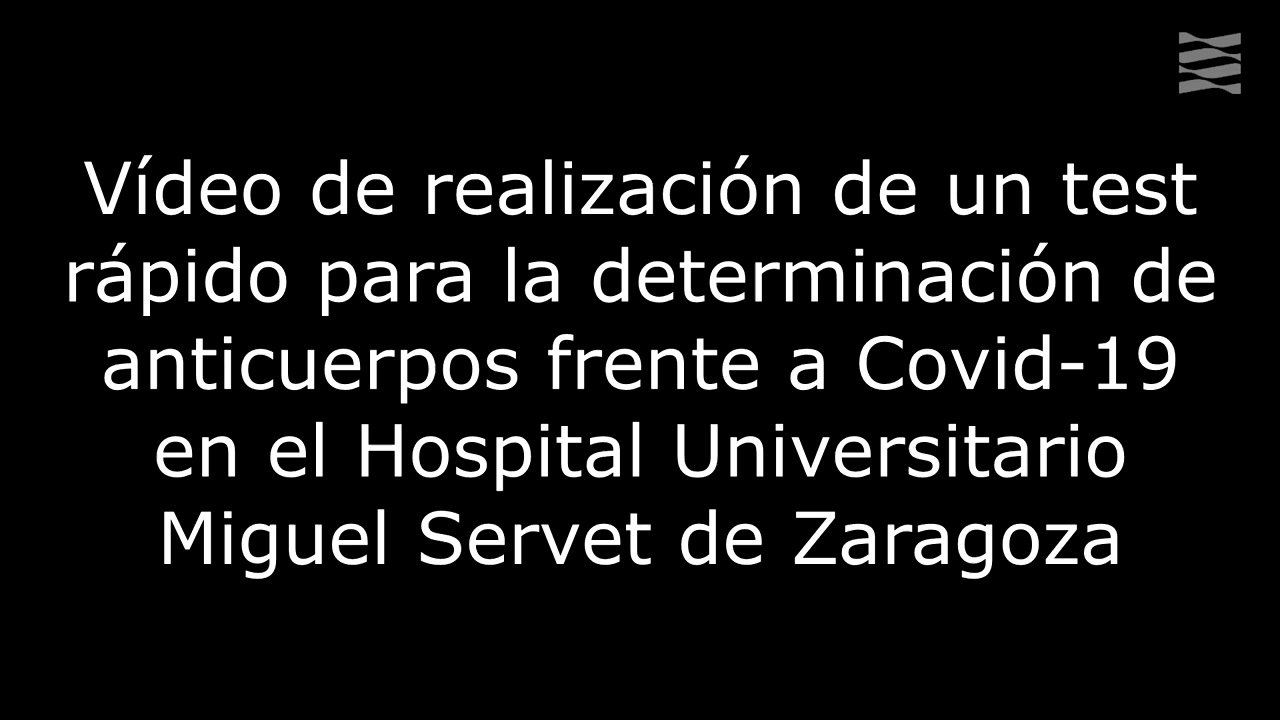 Vídeo de realización de un test
rápido para la determinación de
anticuerpos frente a Covid-19
en el Hospital Universitario
Miguel Servet de Zaragoza